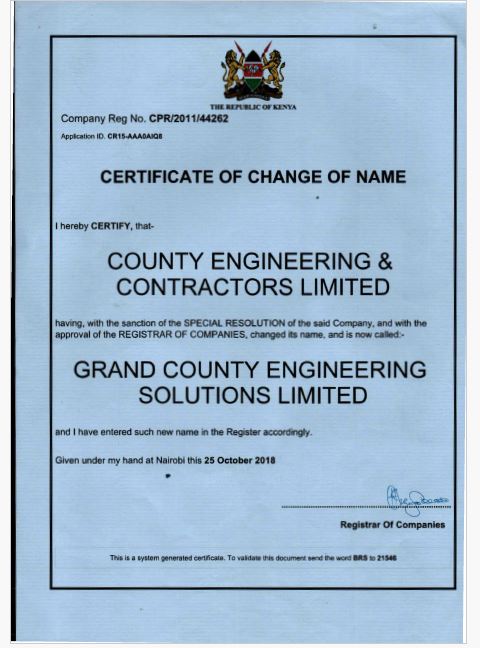 THE REPUBLIC OF KENYA
Company Reg No. CPR/2011/44262
Application ID. CR15-AAA0AIQ8
CERTIFICATE OF CHANGE OF NAME
I hereby CERTIFY, that-
COUNTY ENGINEERING &
CONTRACTORS LIMITED
having, with the sanction of the SPECIAL RESOLUTION of the said Company, and with the
approval of the REGISTRAR OF COMPANIES, changed its name, and is now called:-
GRAND COUNTY ENGINEERING
SOLUTIONS LIMITED
and I have entered such new name in the Register accordingly.
Given under my hand at Nairobi this 25 October 2018
Registrar Of Companies
This is a system generated certificate. To validate this document send the word BRS to 21546